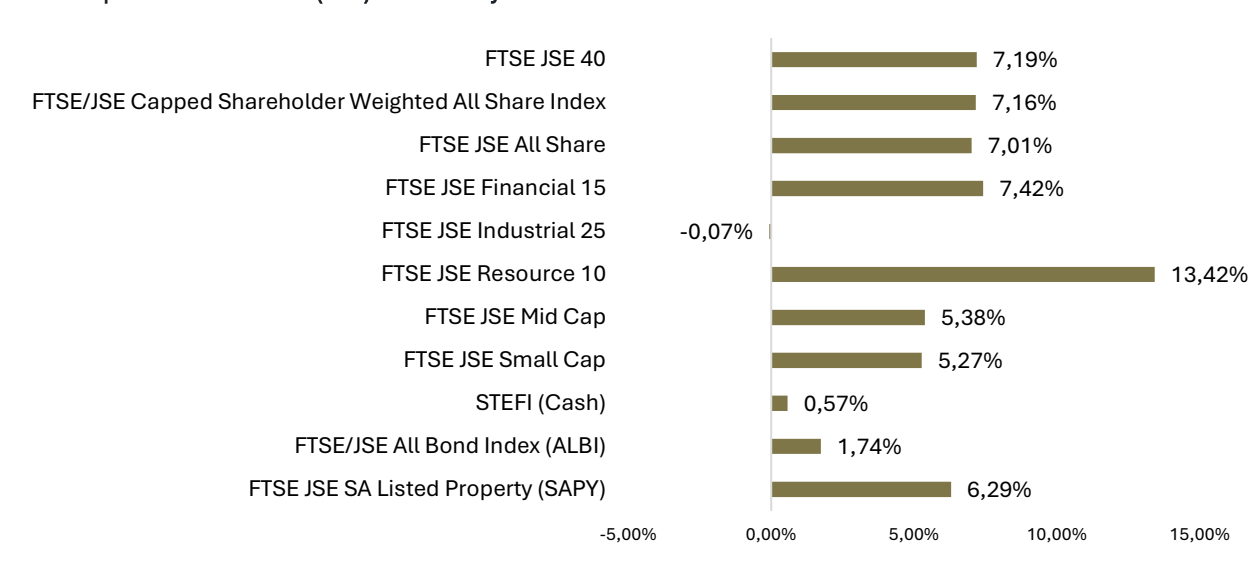 FTSE JSE 40 7,19%
FTSE/JSE Capped Shareholder Weighted All Share Index 7,16%
FTSE JSE All Share 7,01%
FTSE JSE Financial 15 7,42%
FTSE JSE Industrial 25 -0,07%
FTSE JSE Resource 10 13,42%
FTSE JSE Mid Cap 5,38%
FTSE JSE Small Cap 5,27%
STEFI (Cash) 0,57%
FTSE/JSE All Bond Index (ALBI) 1,74%
FTSE JSE SA Listed Property (SAPY) 6,29%
-5,00% 0,00% 5,00% 10,00% 15,00%